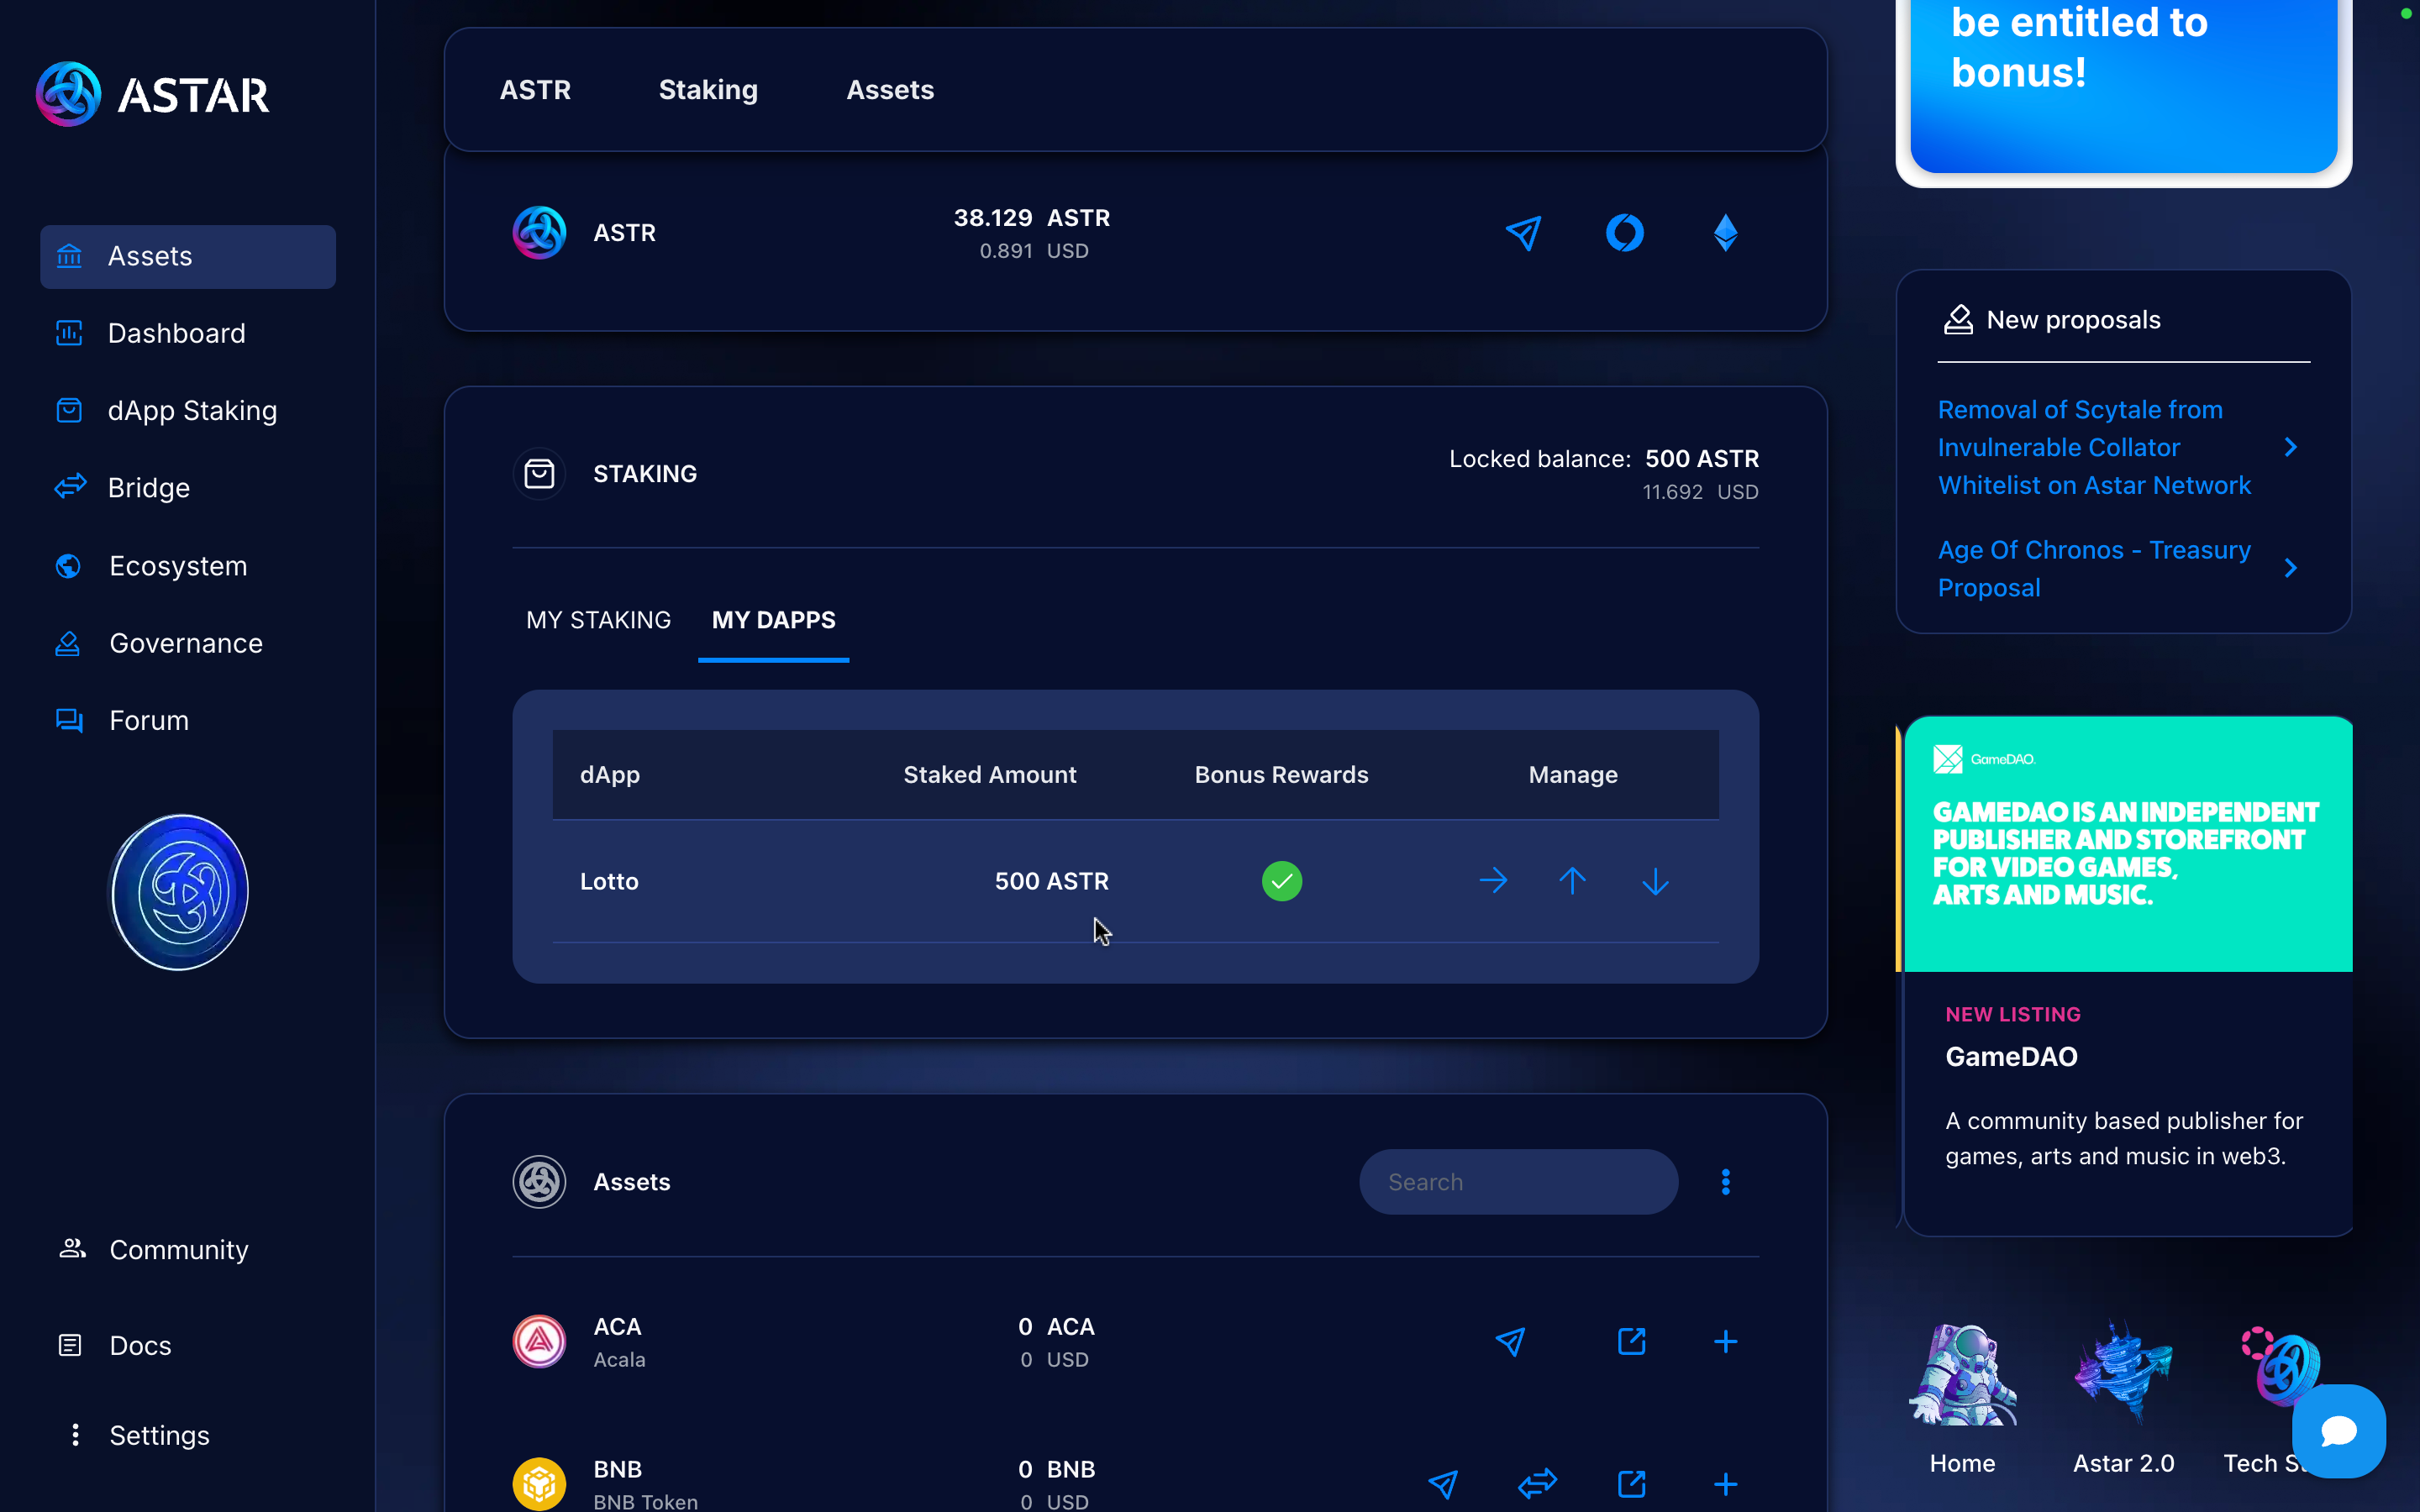 ASTAR
Assets
Dashboard
dApp Staking
Bridge
Ecosystem
Governance
Forum
Community
Docs
Settings
ASTR Staking Assets
ASTR
38.129 ASTR
0.891 USD
STAKING
Locked balance: 500 ASTR
11.692 USD
MY STAKING MY DAPPS
dApp Staked Amount Bonus Rewards Manage
Lotto 500 ASTR
Assets
Search
ACA 0 ACA
Acala 0 USD
BNB 0 BNB
BNB Token 0 USD
be entitled to
bonus!
New proposals
Removal of Scytale from
Invulnerable Collator
Whitelist on Astar Network
Age Of Chronos - Treasury
Proposal
GameDAO.
GAMEDAO IS AN INDEPENDENT
PUBLISHER AND STOREFRONT
FOR VIDEO GAMES,
ARTS AND MUSIC.
NEW LISTING
GameDAO
A community based publisher for
games, arts and music in web3.
Home Astar 2.0 Tech